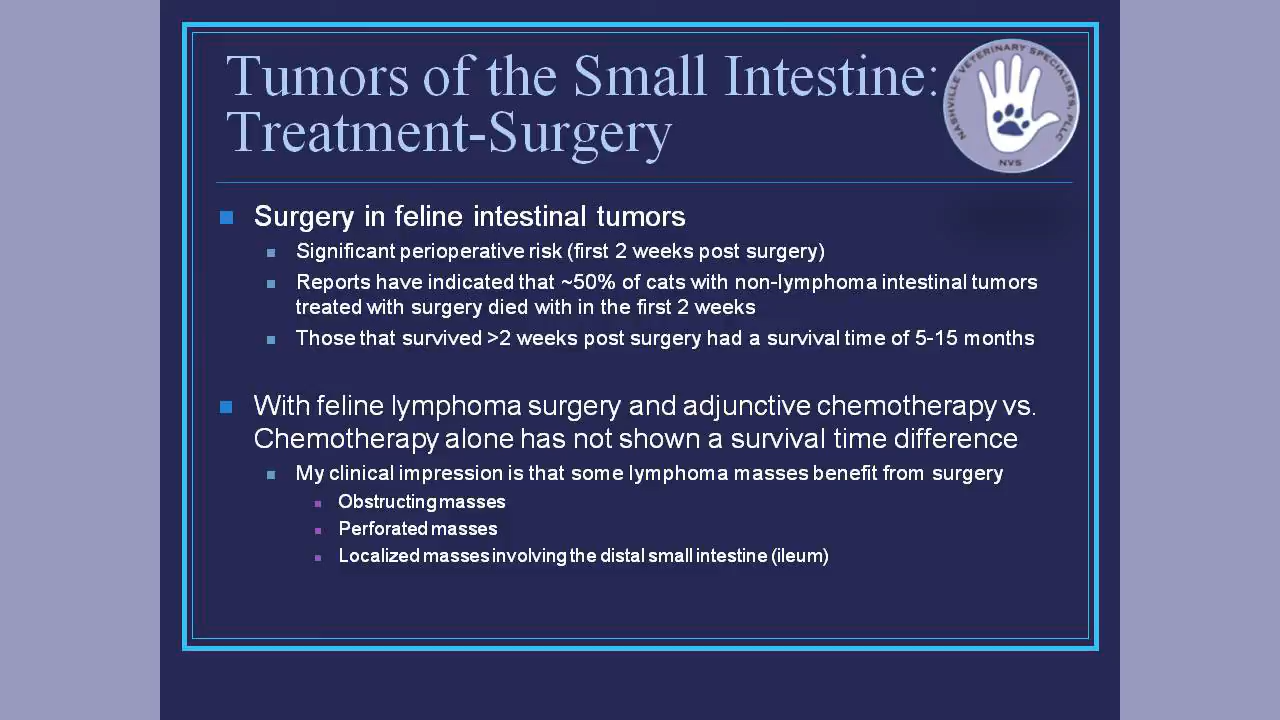 Tumors of the Small Intestine:
Treatment-Surgery
NASHVILLE VETERINARY SPECIALISTS, PLLC
NVS
Surgery in feline intestinal tumors
Significant perioperative risk (first 2 weeks post surgery)
Reports have indicated that ~50% of cats with non-lymphoma intestinal tumors
treated with surgery died with in the first 2 weeks
Those that survived >2 weeks post surgery had a survival time of 5-15 months
With feline lymphoma surgery and adjunctive chemotherapy vs.
Chemotherapy alone has not shown a survival time difference
My clinical impression is that some lymphoma masses benefit from surgery
Obstructing masses
Perforated masses
Localized masses involving the distal small intestine (ileum)